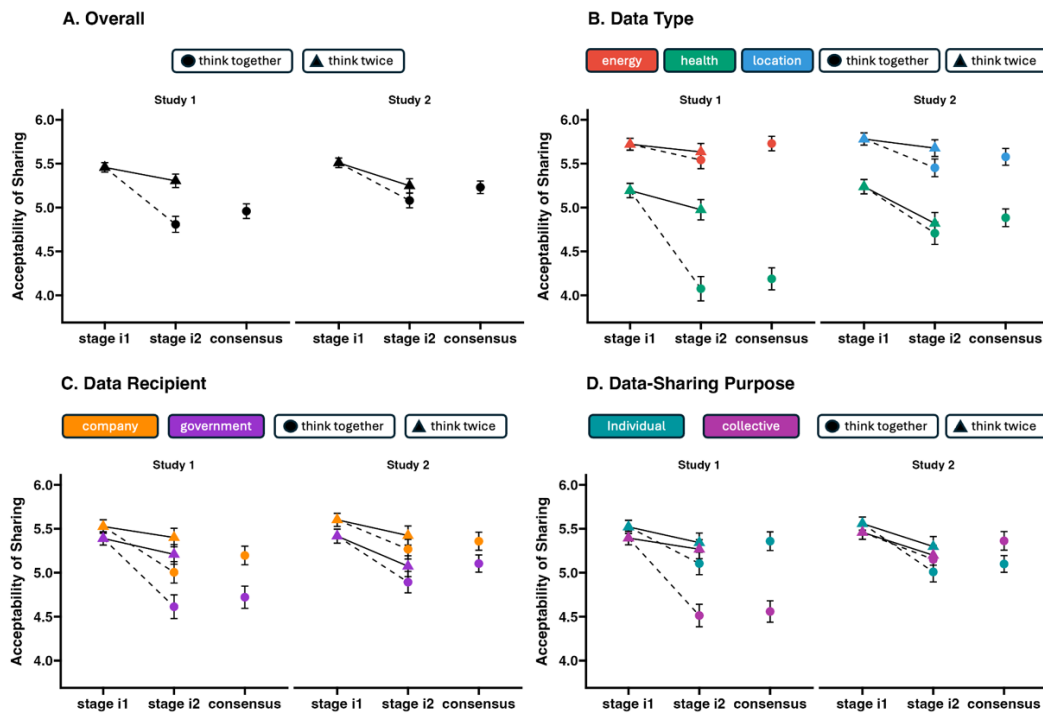 A. Overall
think together think twice
Study 1 Study 2
Acceptability of Sharing
6.0
5.5
5.0
4.5
4.0
stage i1 stage i2 consensus stage i1 stage i2 consensus
B. Data Type
energy health location think together think twice
Study 1 Study 2
Acceptability of Sharing
6.0
5.5
5.0
4.5
4.0
stage i1 stage i2 consensus stage i1 stage i2 consensus
C. Data Recipient
company government think together think twice
Study 1 Study 2
Acceptability of Sharing
6.0
5.5
5.0
4.5
4.0
stage i1 stage i2 consensus stage i1 stage i2 consensus
D. Data-Sharing Purpose
Individual collective think together think twice
Study 1 Study 2
Acceptability of Sharing
6.0
5.5
5.0
4.5
4.0
stage i1 stage i2 consensus stage i1 stage i2 consensus